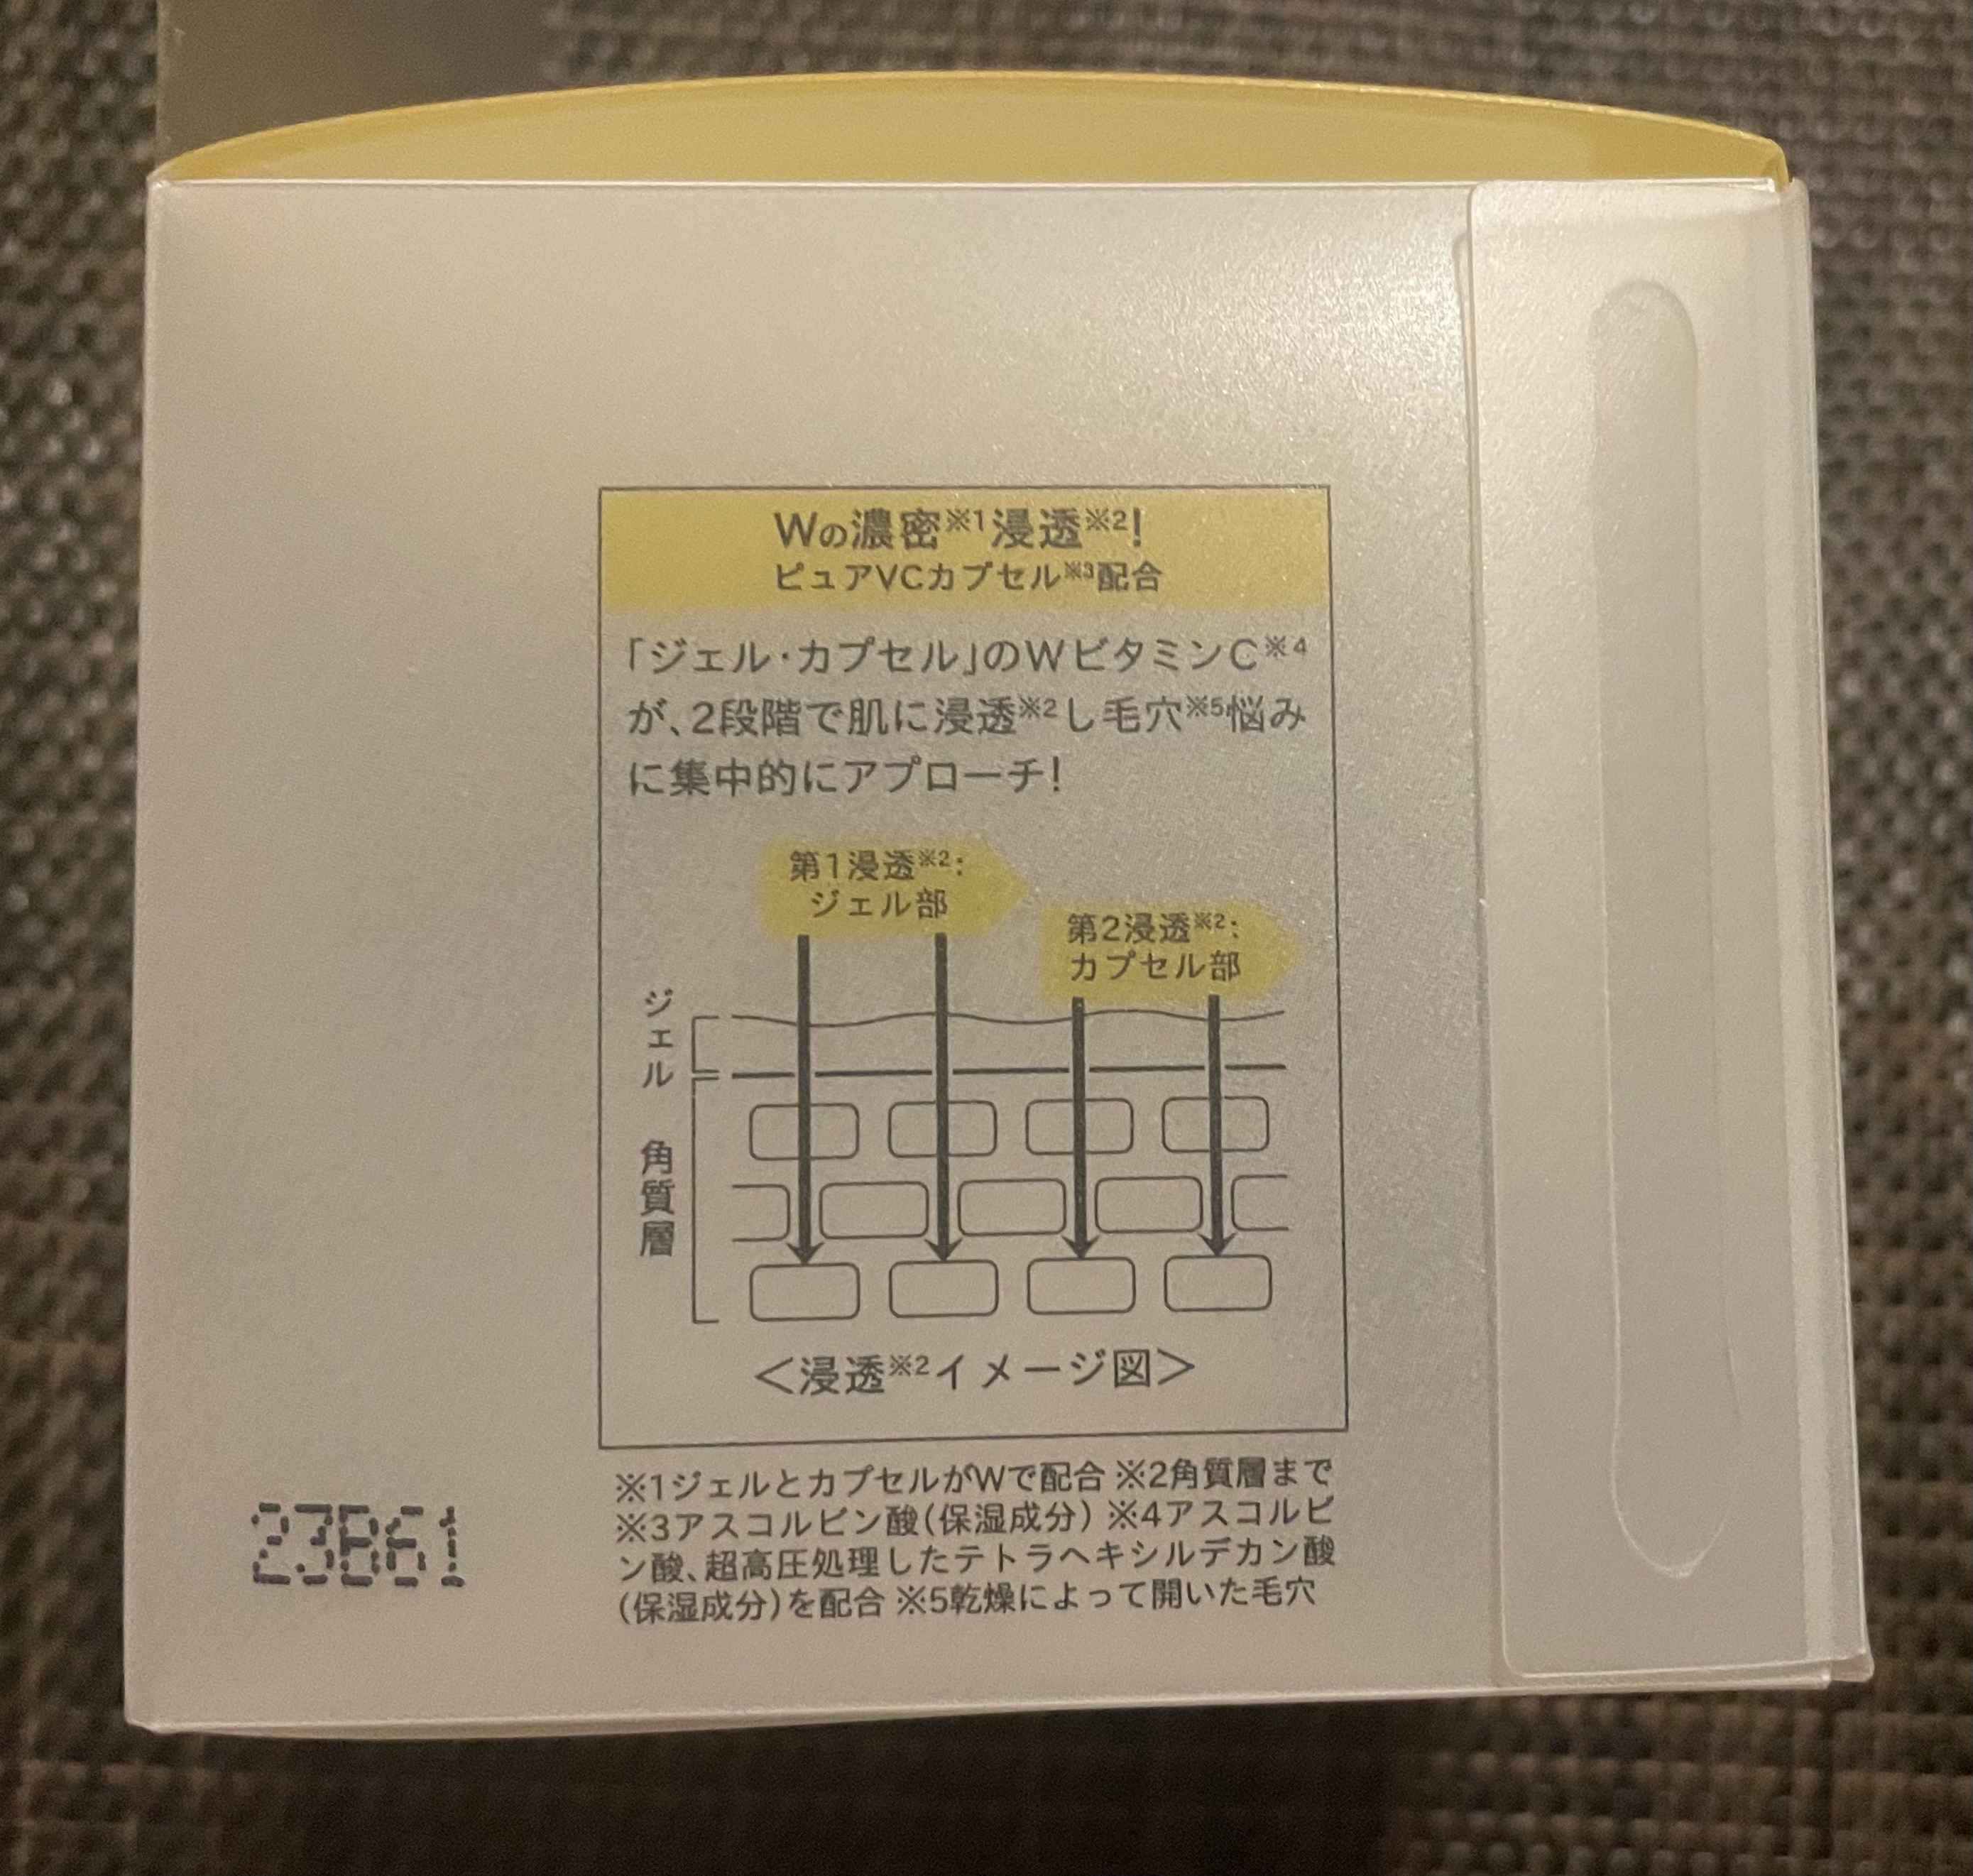 Wの濃密※1浸透※2!
ピュアVCカプセル※3配合
「ジェル・カプセル」のWビタミンC※4
が、2段階で肌に浸透※2し毛穴※5悩み
に集中的にアプローチ!
第1浸透※2:
ジェル部
第2浸透※2:
カプセル部
ジェル
角質層
<浸透※2イメージ図>
※1ジェルとカプセルがWで配合 ※2角質層まで
※3アスコルビン酸(保湿成分) ※4アスコルビ
ン酸、超高圧処理したテトラヘキシルデカン酸
(保湿成分)を配合 ※5乾燥によって開いた毛穴
23B61